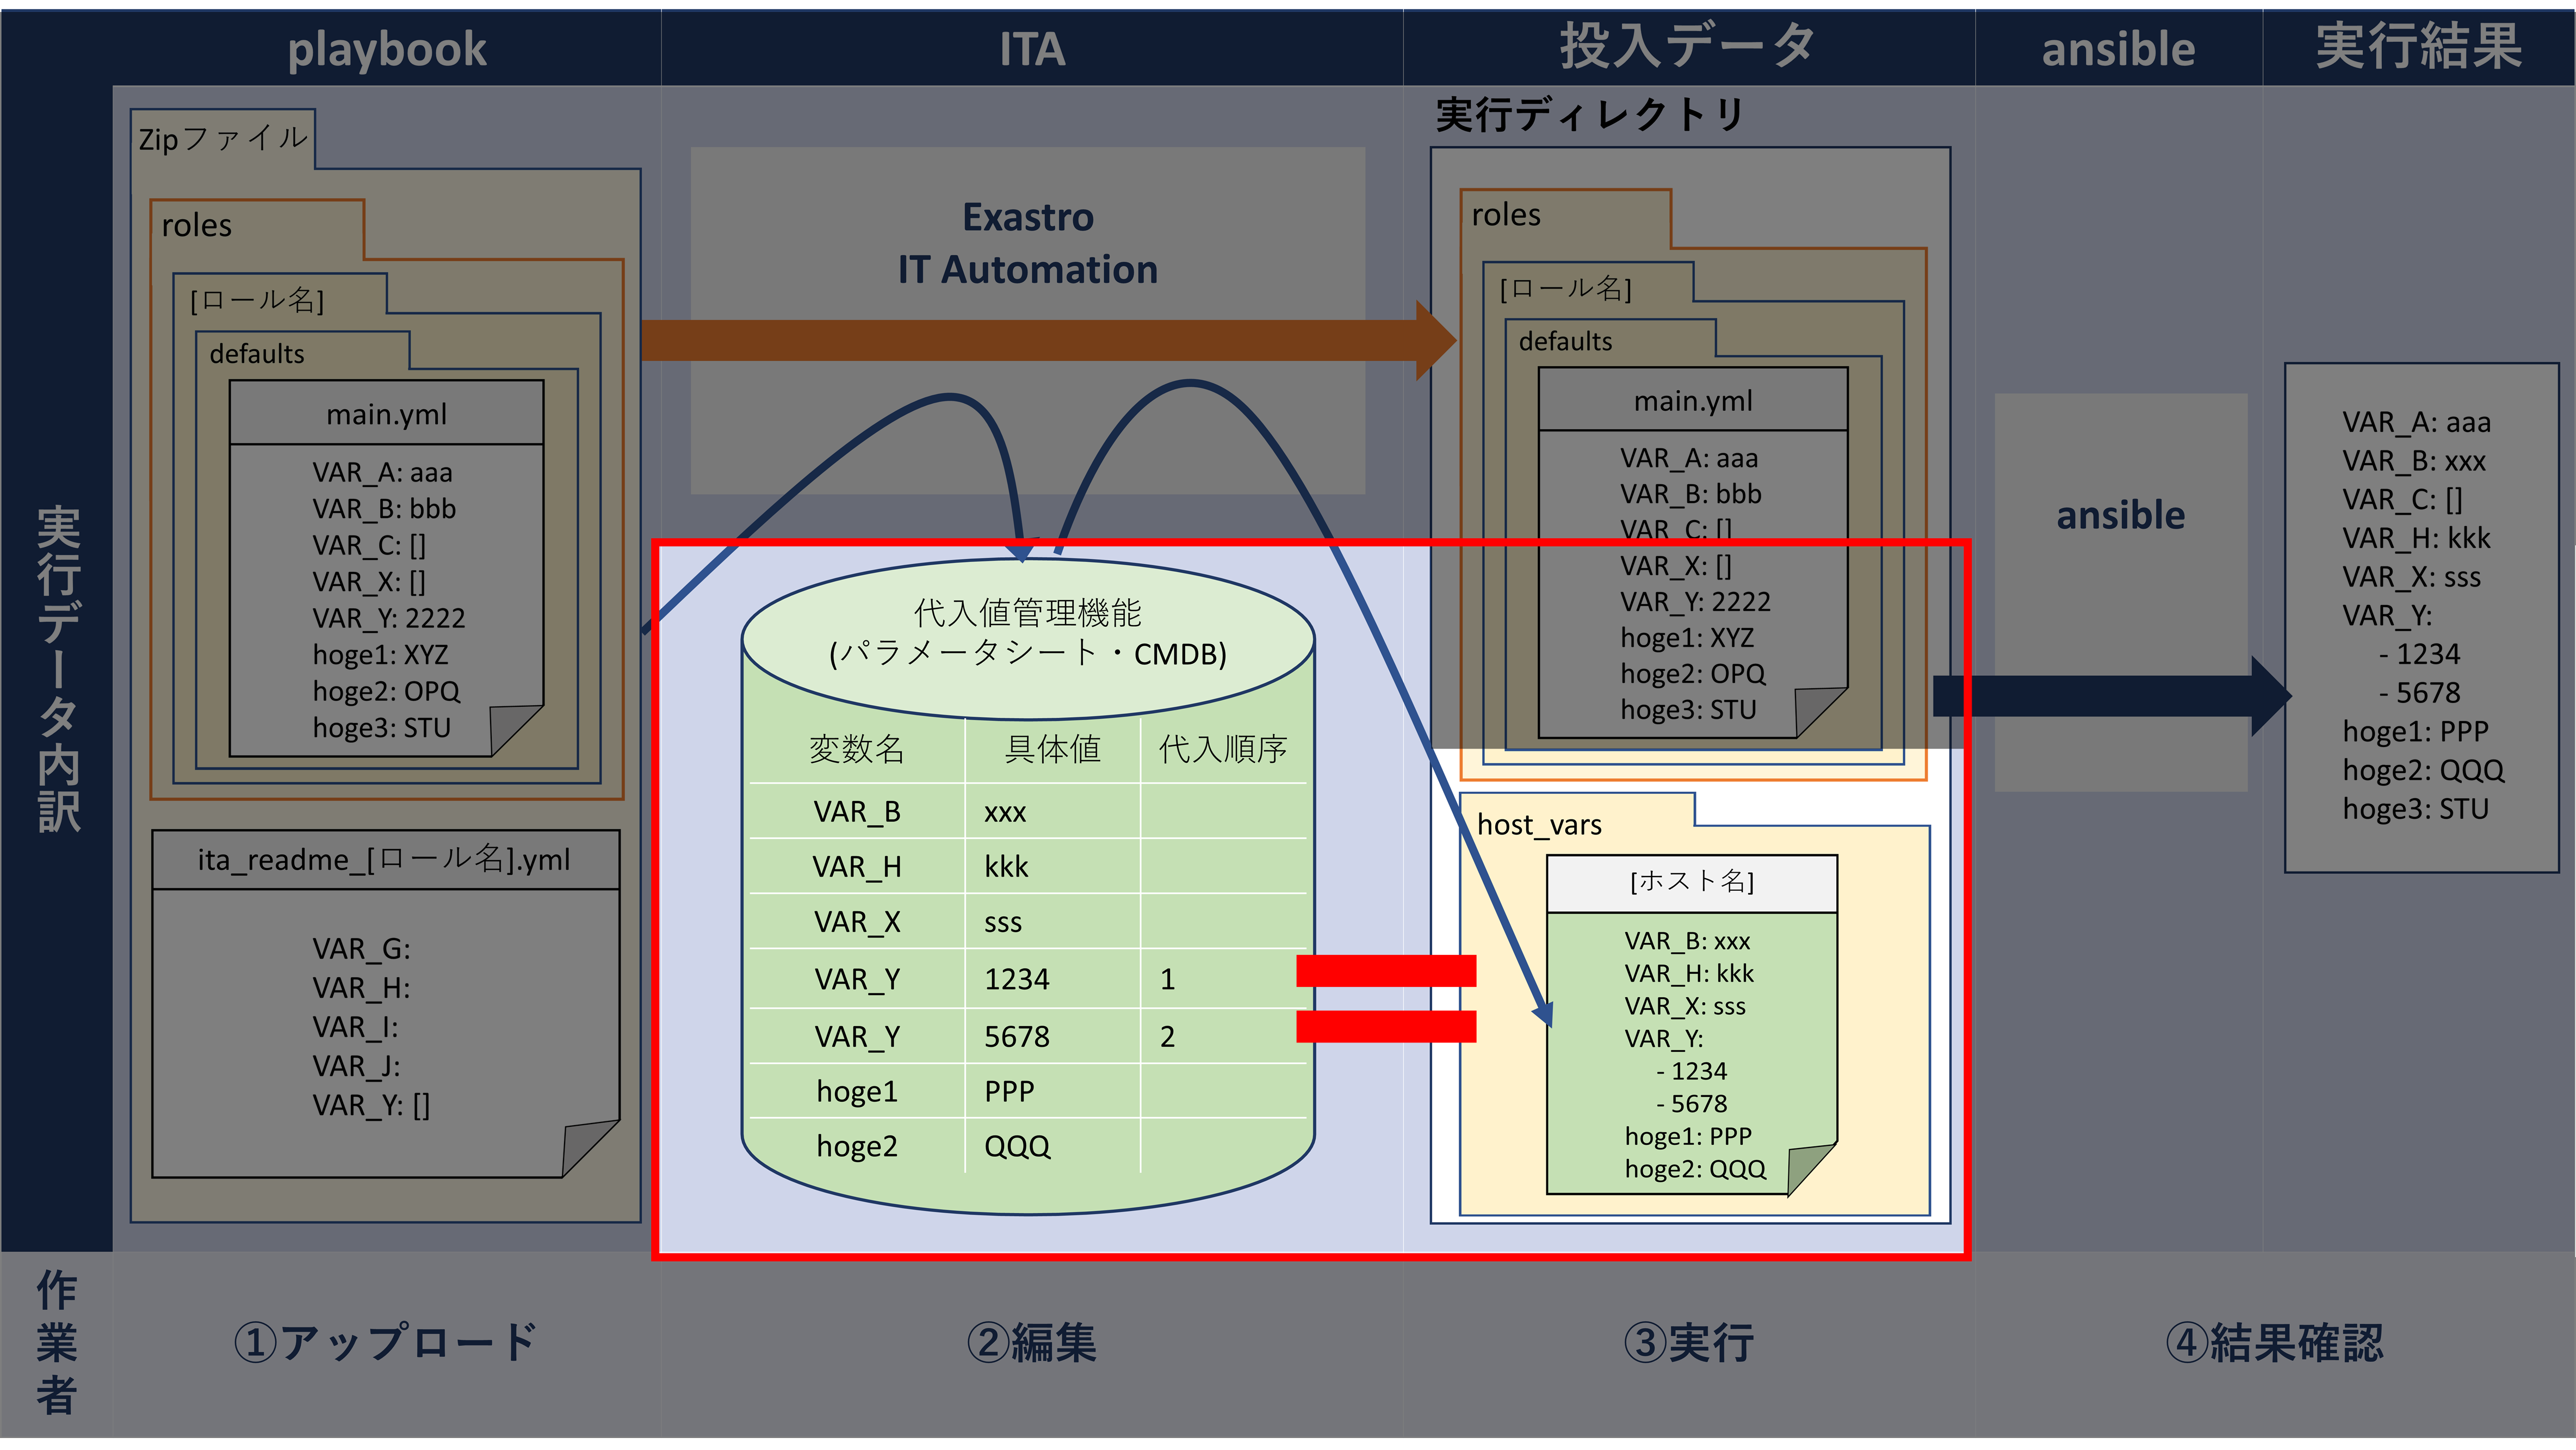 playbook
ITA
投入データ
ansible
実行結果
実行データ内訳
Zipファイル
roles
[ロール名]
defaults
main.yml
VAR_A: aaa
VAR_B: bbb
VAR_C: []
VAR_X: []
VAR_Y: 2222
hoge1: XYZ
hoge2: OPQ
hoge3: STU
ita_readme_[ロール名].yml
VAR_G:
VAR_H:
VAR_I:
VAR_J:
VAR_Y: []
Exastro
IT Automation
代入値管理機能
(パラメータシート・CMDB)
変数名 具体値 代入順序
VAR_B xxx
VAR_H kkk
VAR_X sss
VAR_Y 1234 1
VAR_Y 5678 2
hoge1 PPP
hoge2 QQQ
実行ディレクトリ
roles
[ロール名]
defaults
main.yml
VAR_A: aaa
VAR_B: bbb
VAR_C: []
VAR_X: []
VAR_Y: 2222
hoge1: XYZ
hoge2: OPQ
hoge3: STU
host_vars
[ホスト名]
VAR_B: xxx
VAR_H: kkk
VAR_X: sss
VAR_Y:
- 1234
- 5678
hoge1: PPP
hoge2: QQQ
ansible
VAR_A: aaa
VAR_B: xxx
VAR_C: []
VAR_H: kkk
VAR_X: sss
VAR_Y:
- 1234
- 5678
hoge1: PPP
hoge2: QQQ
hoge3: STU
作業者
①アップロード
②編集
③実行
④結果確認